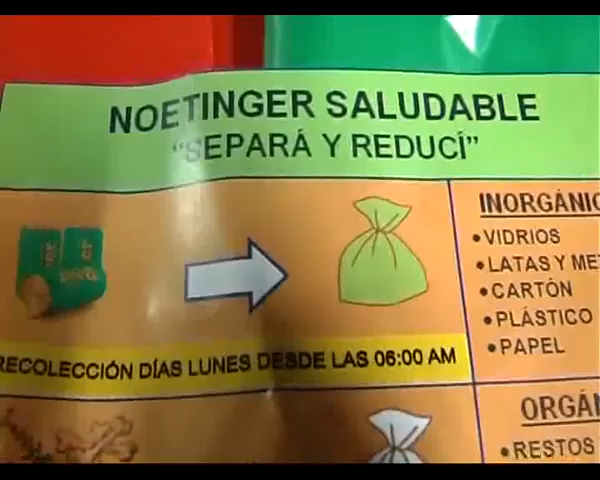 NOETINGER SALUDABLE
"SEPARÁ Y REDUCÍ"
INORGÁNIC
•VIDRIOS
•LATAS Y ME
•CARTÓN
•PLÁSTICO
•PAPEL
RECOLECCIÓN DÍAS LUNES DESDE LAS 06:00 AM
ORGÁN
•RESTOS